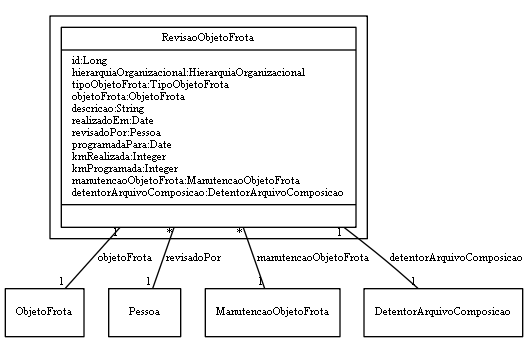 RevisaoObjetoFrota
id:Long
hierarquiaOrganizacional:HierarquiaOrganizacional
tipoObjetoFrota:TipoObjetoFrota
objetoFrota:ObjetoFrota
descricao:String
realizadoEm:Date
revisadoPor:Pessoa
programadaPara:Date
kmRealizada:Integer
kmProgramada:Integer
manutencaoObjetoFrota:ManutencaoObjetoFrota
detentorArquivoComposicao:DetentorArquivoComposicao
1 * * 1
objetoFrota revisadoPor manutencaoObjetoFrota detentorArquivoComposicao
1 1 1 1
ObjetoFrota Pessoa ManutencaoObjetoFrota DetentorArquivoComposicao